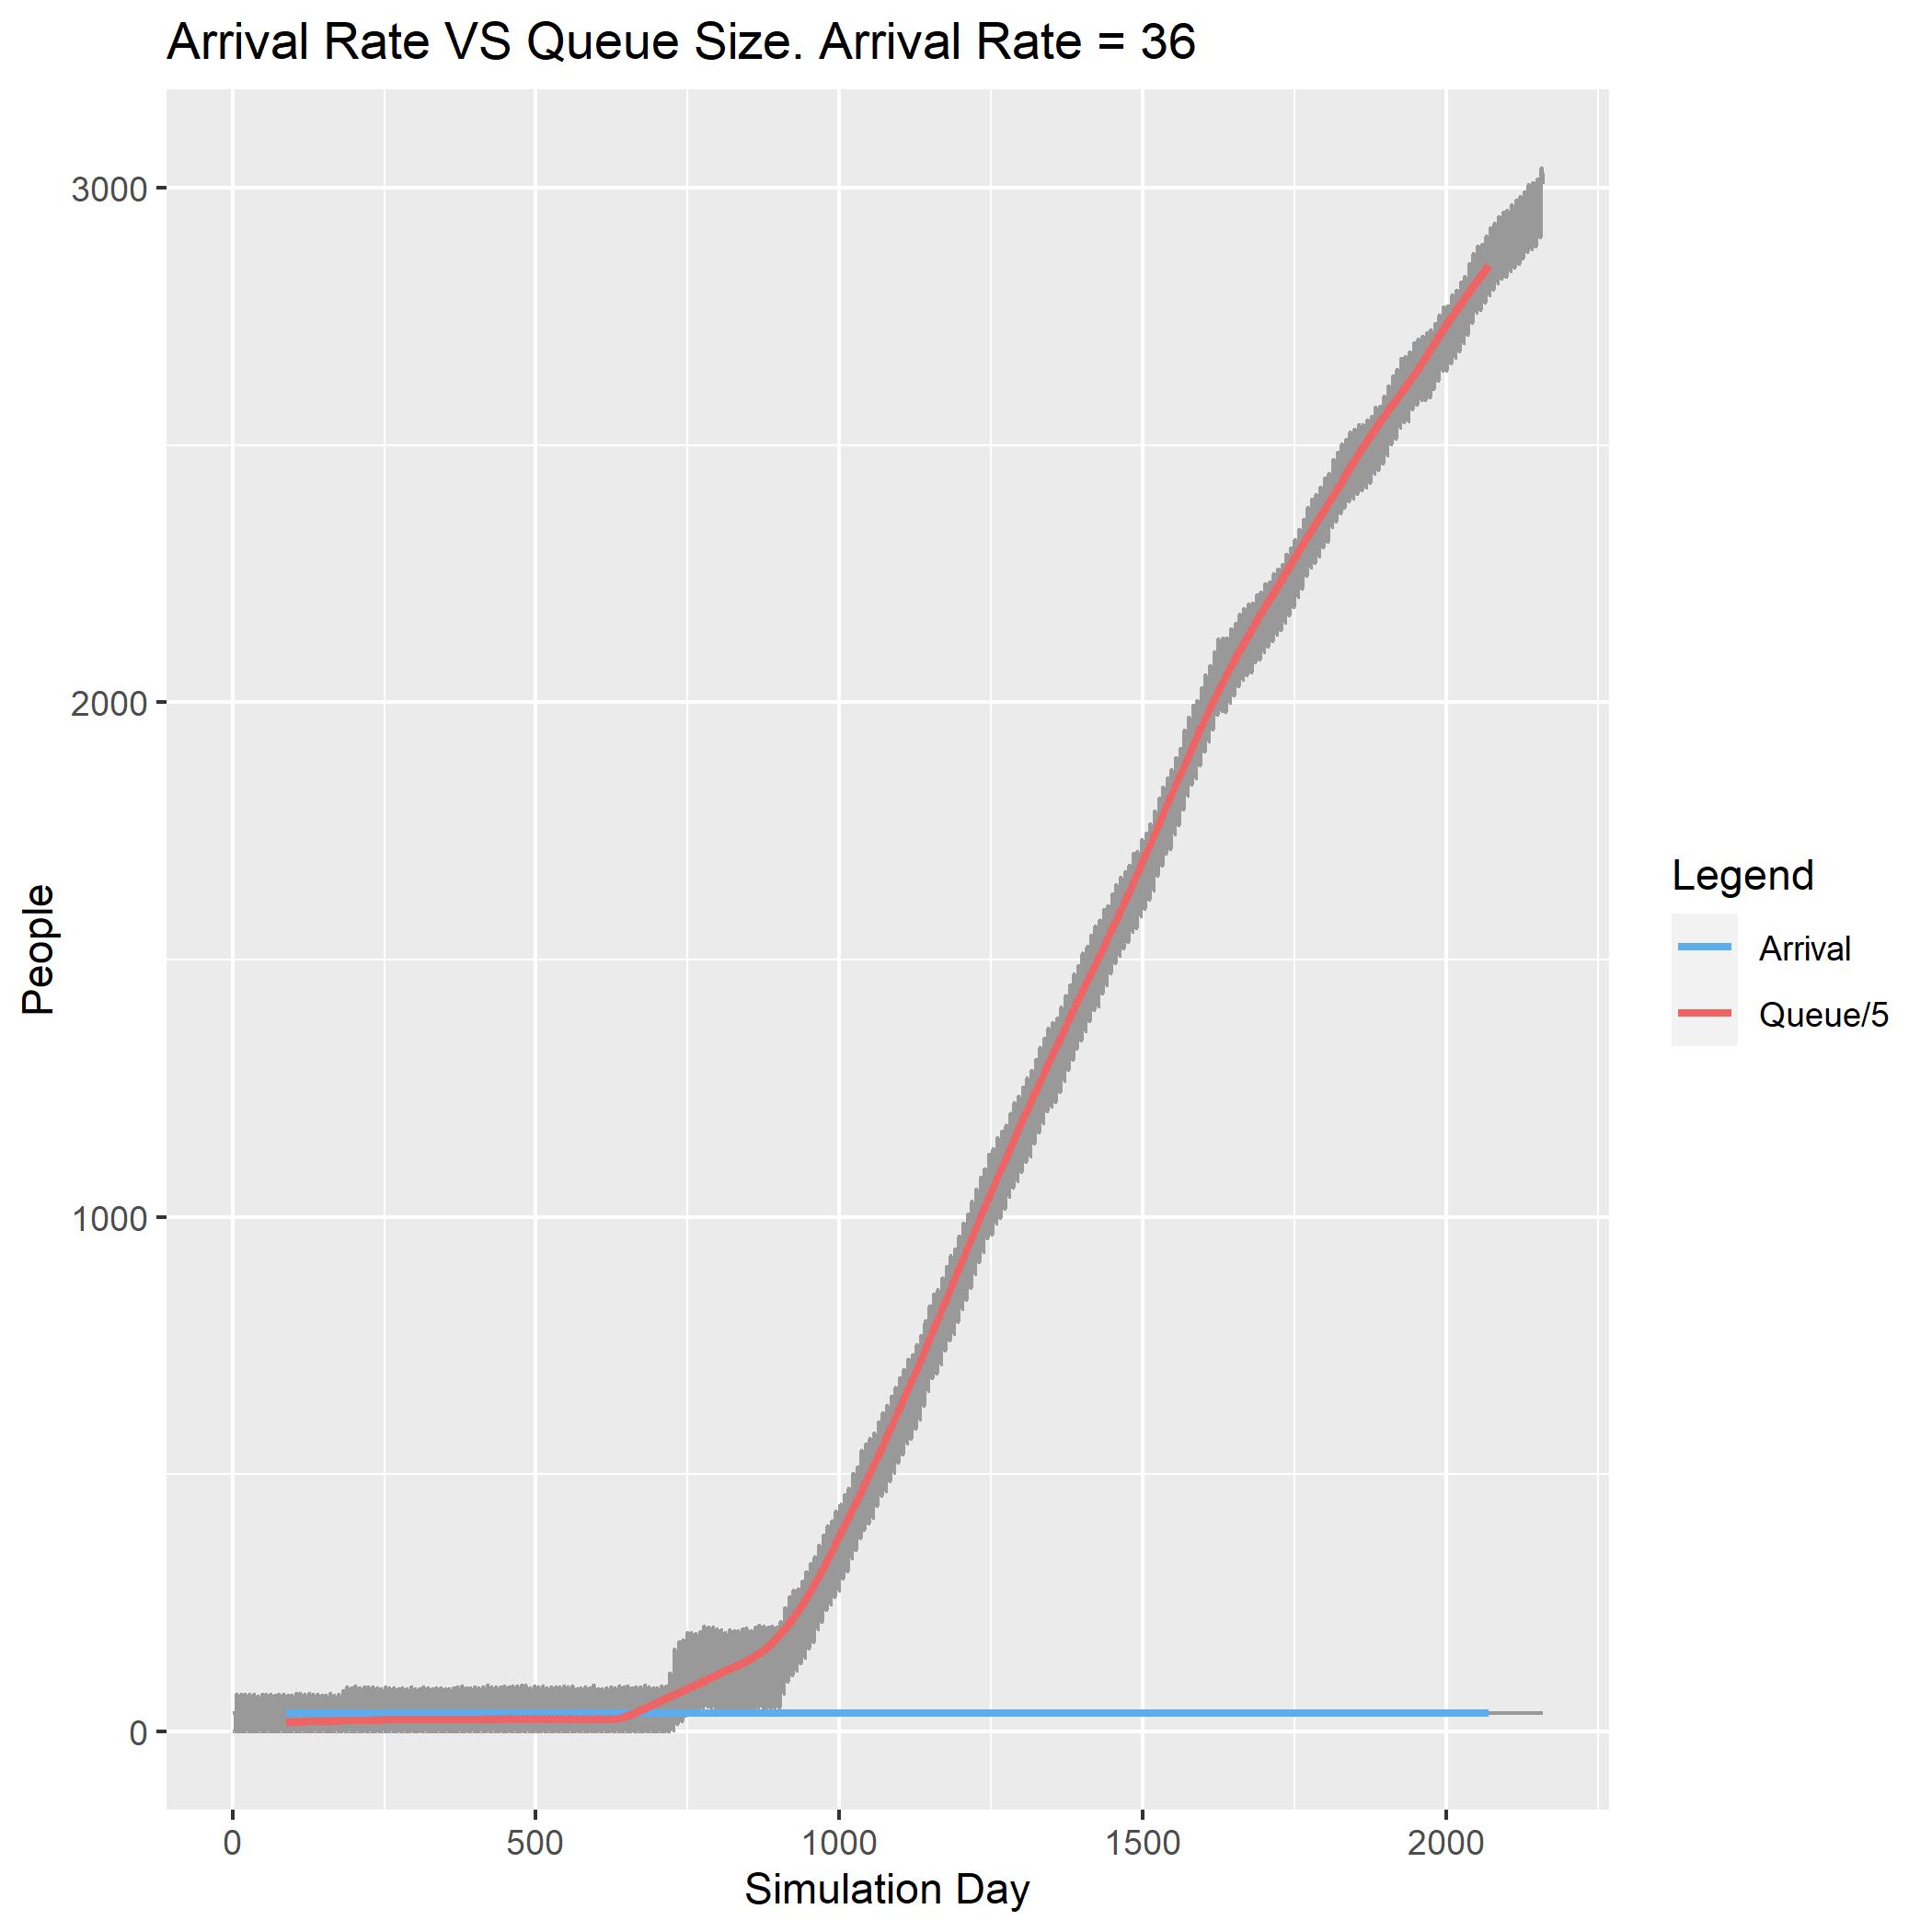 Arrival Rate VS Queue Size. Arrival Rate = 36
3000
2000
1000
0
People
0 500 1000 1500 2000
Simulation Day
Legend
Arrival
Queue/5